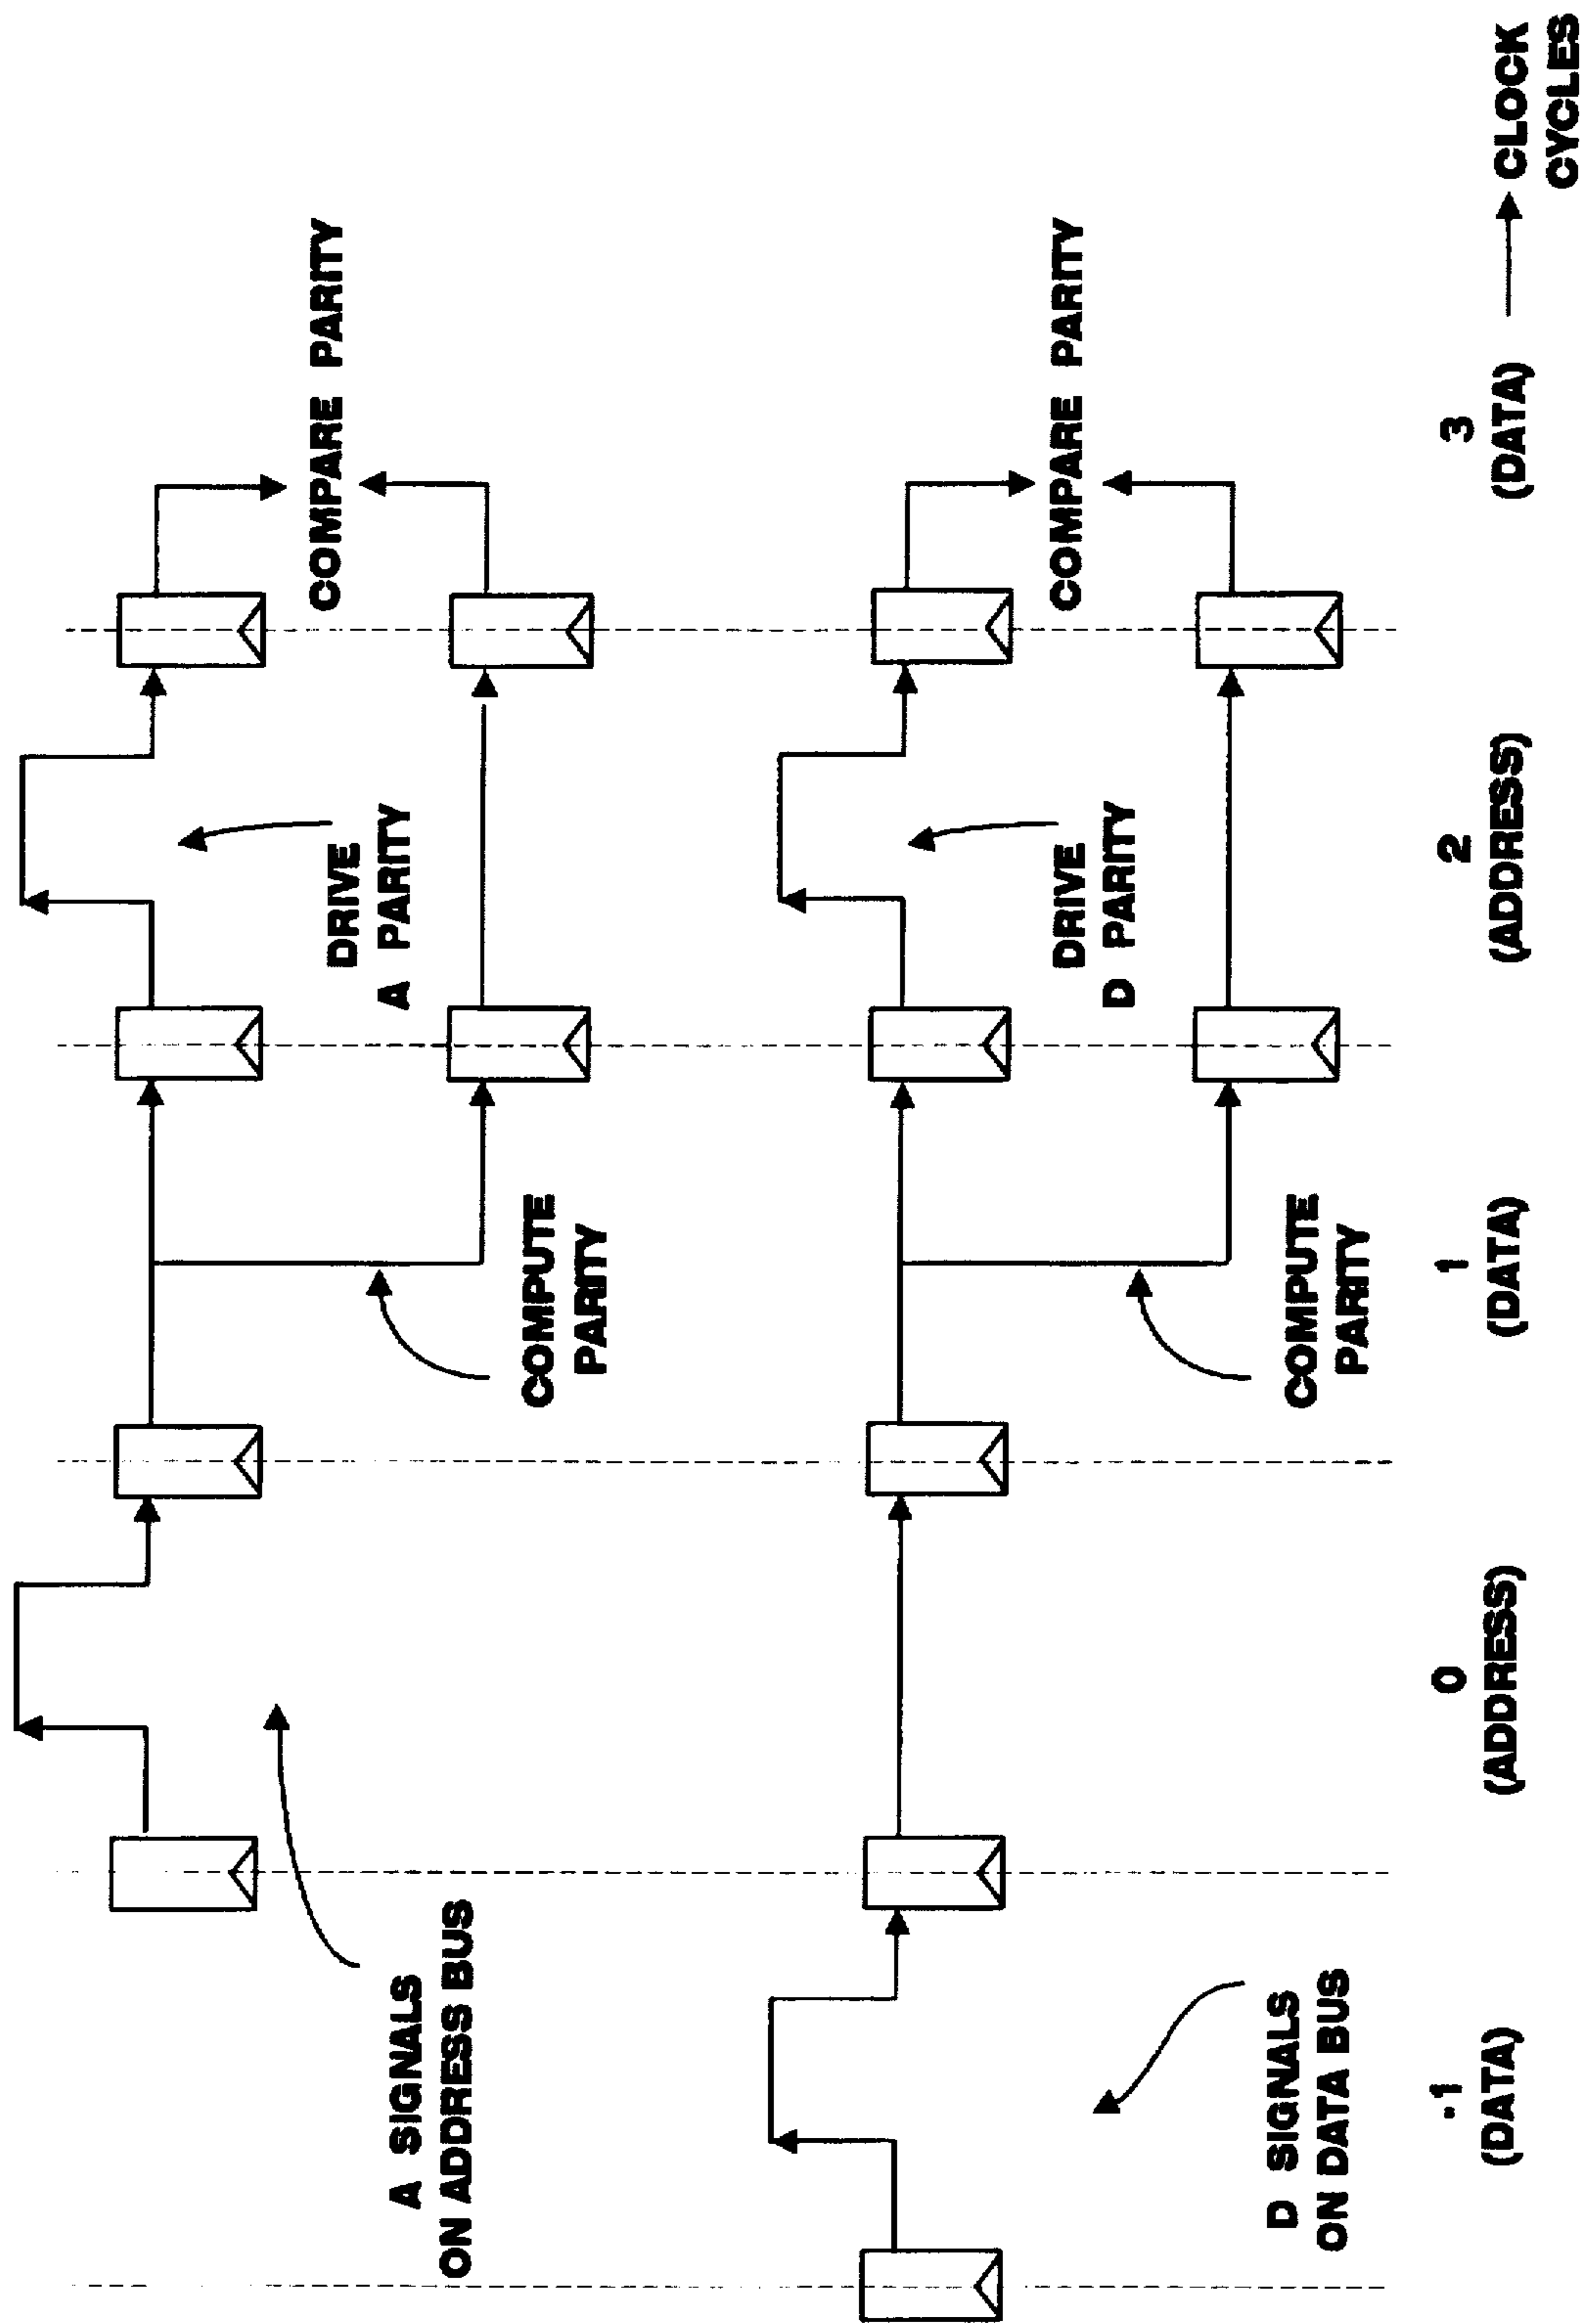 A SIGNALS
ON ADDRESS BUS
COMPUTE
PARITY
DRIVE
A PARITY
COMPARE PARITY
D SIGNALS
ON DATA BUS
COMPUTE
PARITY
DRIVE
D PARITY
COMPARE PARITY
-1
(DATA)
0
(ADDRESS)
1
(DATA)
2
(ADDRESS)
3
(DATA)
CLOCK
CYCLES